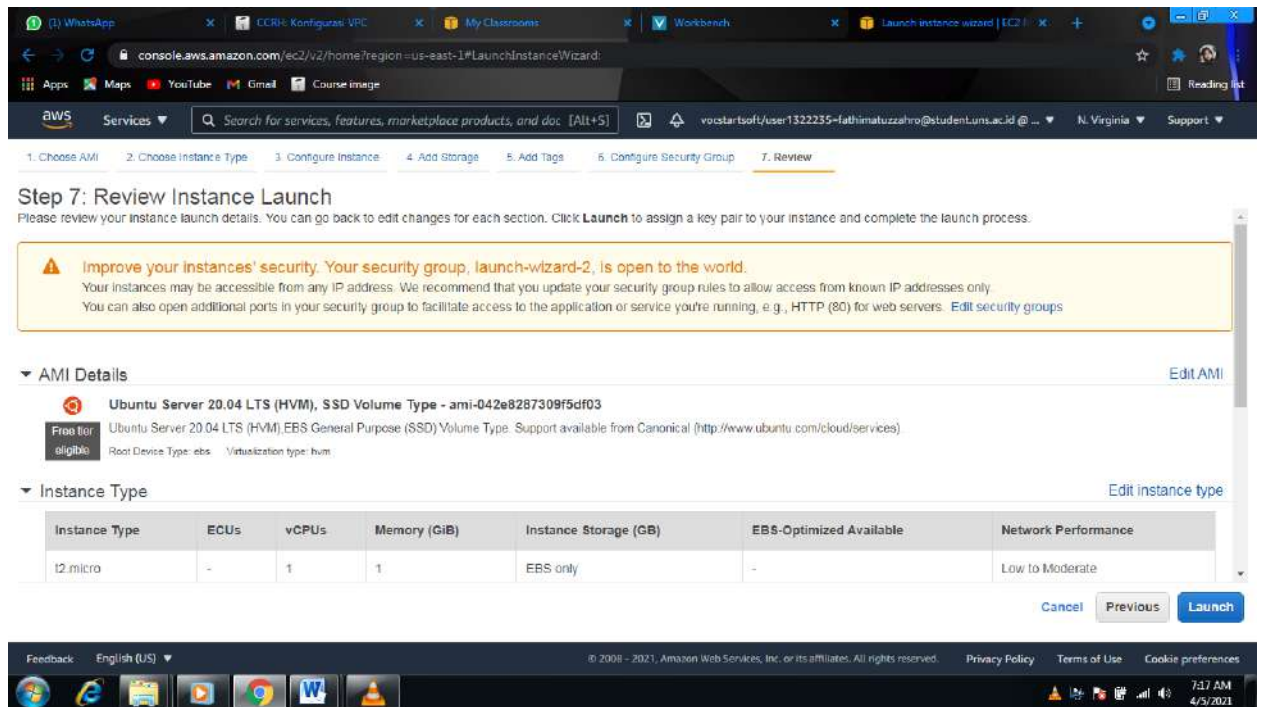 (1) WhatsApp
CCRH: Konfigurasi VPC
My Classrooms
Workbench
Launch instance wizard | EC2
console.aws.amazon.com/ec2/v2/home?region=us-east-1#LaunchInstanceWizard:
Apps Maps YouTube Gmail Course image Reading list
aws Services Search for services, features, marketplace products, and doc [Alt+S] vocstartsoft/user1322235=fathimatuzzahro@student.uns.ac.id @ ... N. Virginia Support
1. Choose AMI 2. Choose Instance Type 3. Configure Instance 4. Add Storage 5. Add Tags 6. Configure Security Group 7. Review
Step 7: Review Instance Launch
Please review your instance launch details. You can go back to edit changes for each section. Click Launch to assign a key pair to your instance and complete the launch process.
Improve your instances' security. Your security group, launch-wizard-2, is open to the world.
Your instances may be accessible from any IP address. We recommend that you update your security group rules to allow access from known IP addresses only.
You can also open additional ports in your security group to facilitate access to the application or service you're running, e.g., HTTP (80) for web servers. Edit security groups
AMI Details Edit AMI
Ubuntu Server 20.04 LTS (HVM), SSD Volume Type - ami-042e8287309f5df03
Free tier eligible
Ubuntu Server 20.04 LTS (HVM),EBS General Purpose (SSD) Volume Type. Support available from Canonical (http://www.ubuntu.com/cloud/services).
Root Device Type: ebs Virtualization type: hvm
Instance Type Edit instance type
Instance Type ECUs vCPUs Memory (GiB) Instance Storage (GB) EBS-Optimized Available Network Performance
t2.micro - 1 1 EBS only - Low to Moderate
Cancel Previous Launch
Feedback English (US) © 2008 - 2021, Amazon Web Services, Inc. or its affiliates. All rights reserved. Privacy Policy Terms of Use Cookie preferences
7:17 AM
4/5/2021